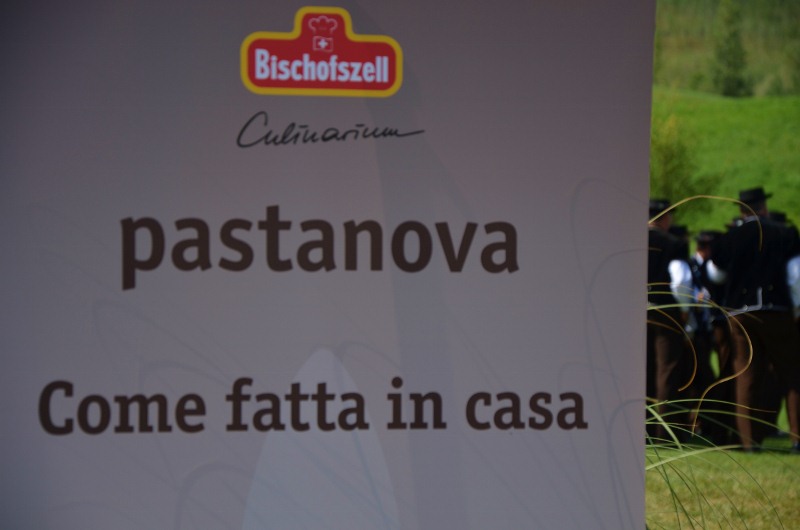 Bischofszell
Culinarium
pastanova
Come fatta in casa